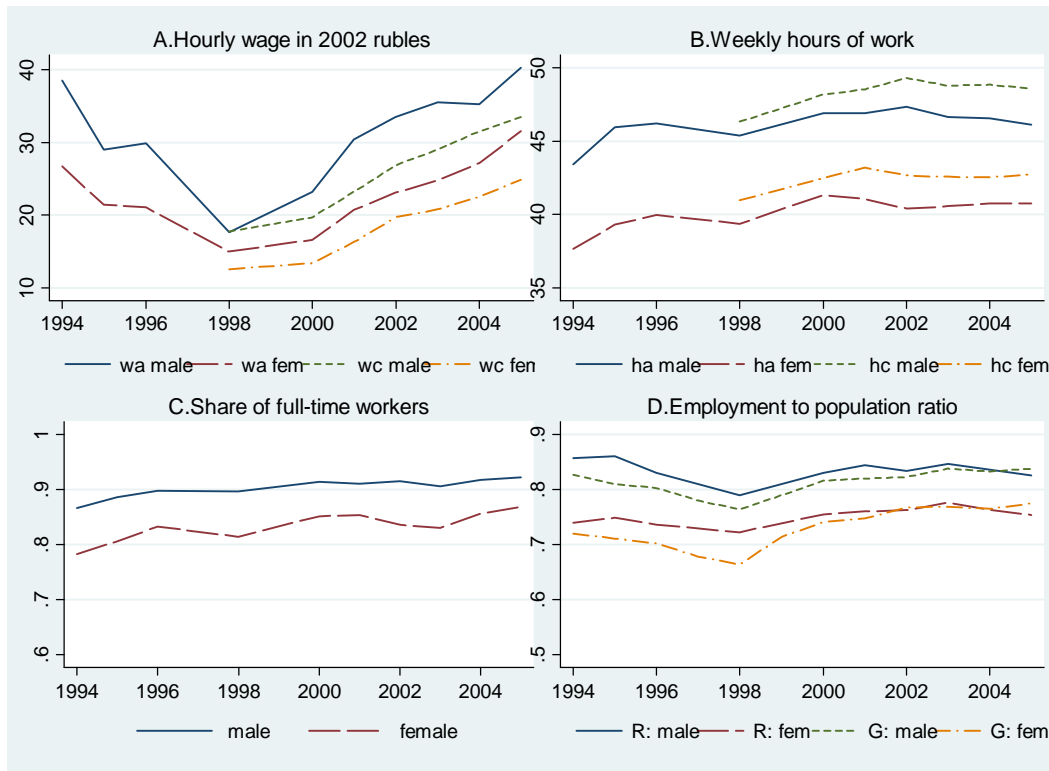 A.Hourly wage in 2002 rubles
40
30
20
10
1994 1996 1998 2000 2002 2004
wa male wa fem wc male wc fem
B.Weekly hours of work
50
45
40
35
1994 1996 1998 2000 2002 2004
ha male ha fem hc male hc fem
C.Share of full-time workers
1
.9
.8
.7
.6
1994 1996 1998 2000 2002 2004
male female
D.Employment to population ratio
.9
.8
.7
.6
.5
1994 1996 1998 2000 2002 2004
R: male R: fem G: male G: fem